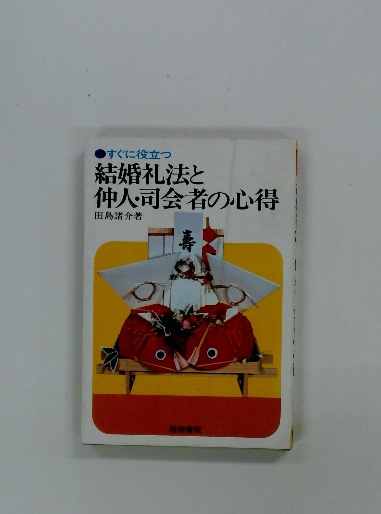 ●すぐに役立つ
結婚礼法と
仲人・司会者の心得
田島諸介著
寿